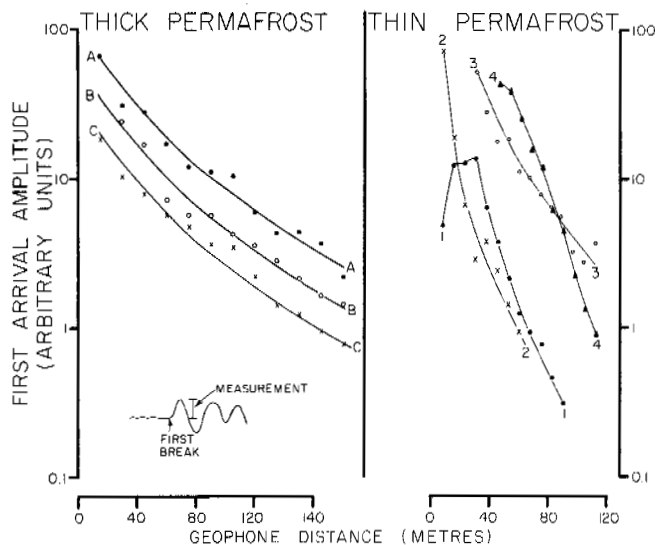 THICK PERMAFROST
THIN PERMAFROST
FIRST ARRIVAL AMPLITUDE
(ARBITRARY UNITS)
100
10
1
0.1
A
B
C
A
B
C
MEASUREMENT
FIRST
BREAK
2
3
4
1
3
2
4
1
100
10
1
0.1
0
40
80
140
0
40
80
120
GEOPHONE DISTANCE (METRES)